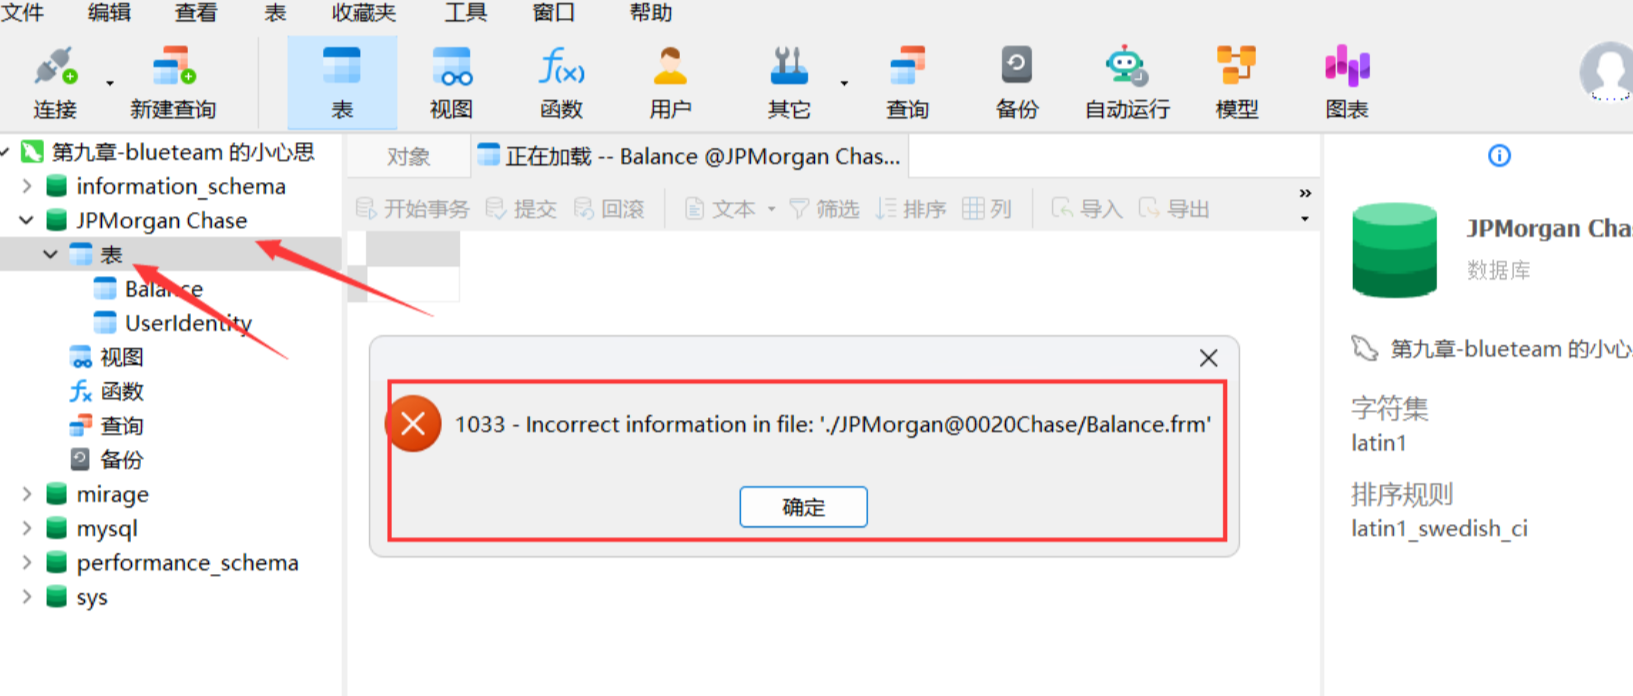 文件 编辑 查看 表 收藏夹 工具 窗口 帮助
连接 新建查询 表 视图 函数 用户 其它 查询 备份 自动运行 模型 图表
第九章-blueteam 的小心思
information_schema
JPMorgan Chase
表
Balance
UserIdentity
视图
函数
查询
备份
mirage
mysql
performance_schema
sys
对象 正在加载 -- Balance @JPMorgan Chas...
开始事务 提交 回滚 文本 筛选 排序 列 导入 导出
1033 - Incorrect information in file: './JPMorgan@0020Chase/Balance.frm'
确定
JPMorgan Cha
数据库
第九章-blueteam 的小心
字符集
latin1
排序规则
latin1_swedish_ci